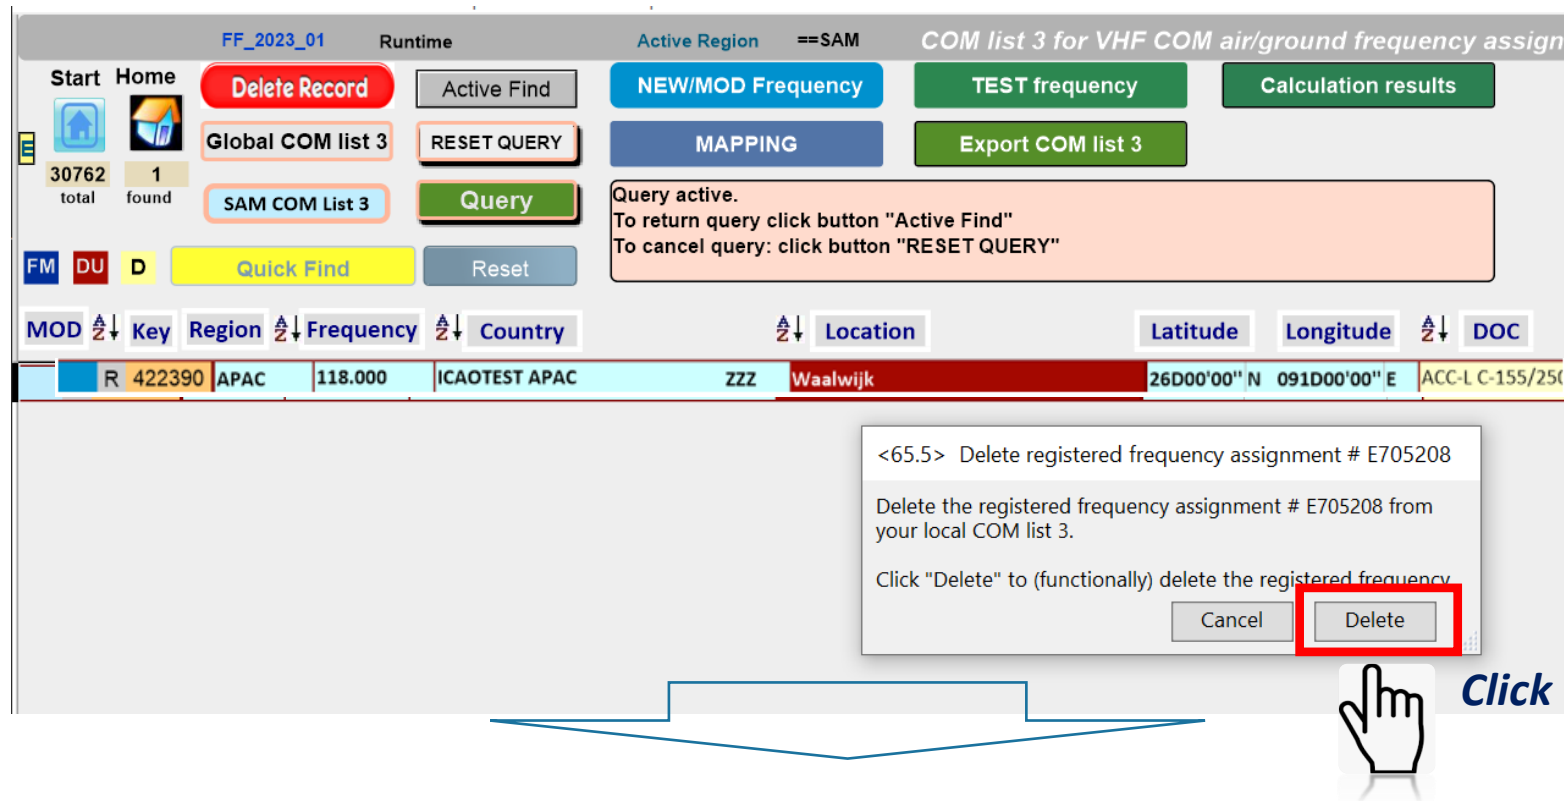 FF_2023_01 Runtime Active Region ==SAM COM list 3 for VHF COM air/ground frequency assign
Start Home Delete Record Active Find NEW/MOD Frequency TEST frequency Calculation results
E Global COM list 3 RESET QUERY MAPPING Export COM list 3
30762 1
total found SAM COM List 3 Query
Query active.
To return query click button "Active Find"
To cancel query: click button "RESET QUERY"
FM DU D Quick Find Reset
MOD AZ Key Region AZ Frequency AZ Country AZ Location Latitude Longitude AZ DOC
R 422390 APAC 118.000 ICAOTEST APAC ZZZ Waalwijk 26D00'00" N 091D00'00" E ACC-L C-155/250
<65.5> Delete registered frequency assignment # E705208
Delete the registered frequency assignment # E705208 from
your local COM list 3.
Click "Delete" to (functionally) delete the registered frequency
Cancel Delete
Click